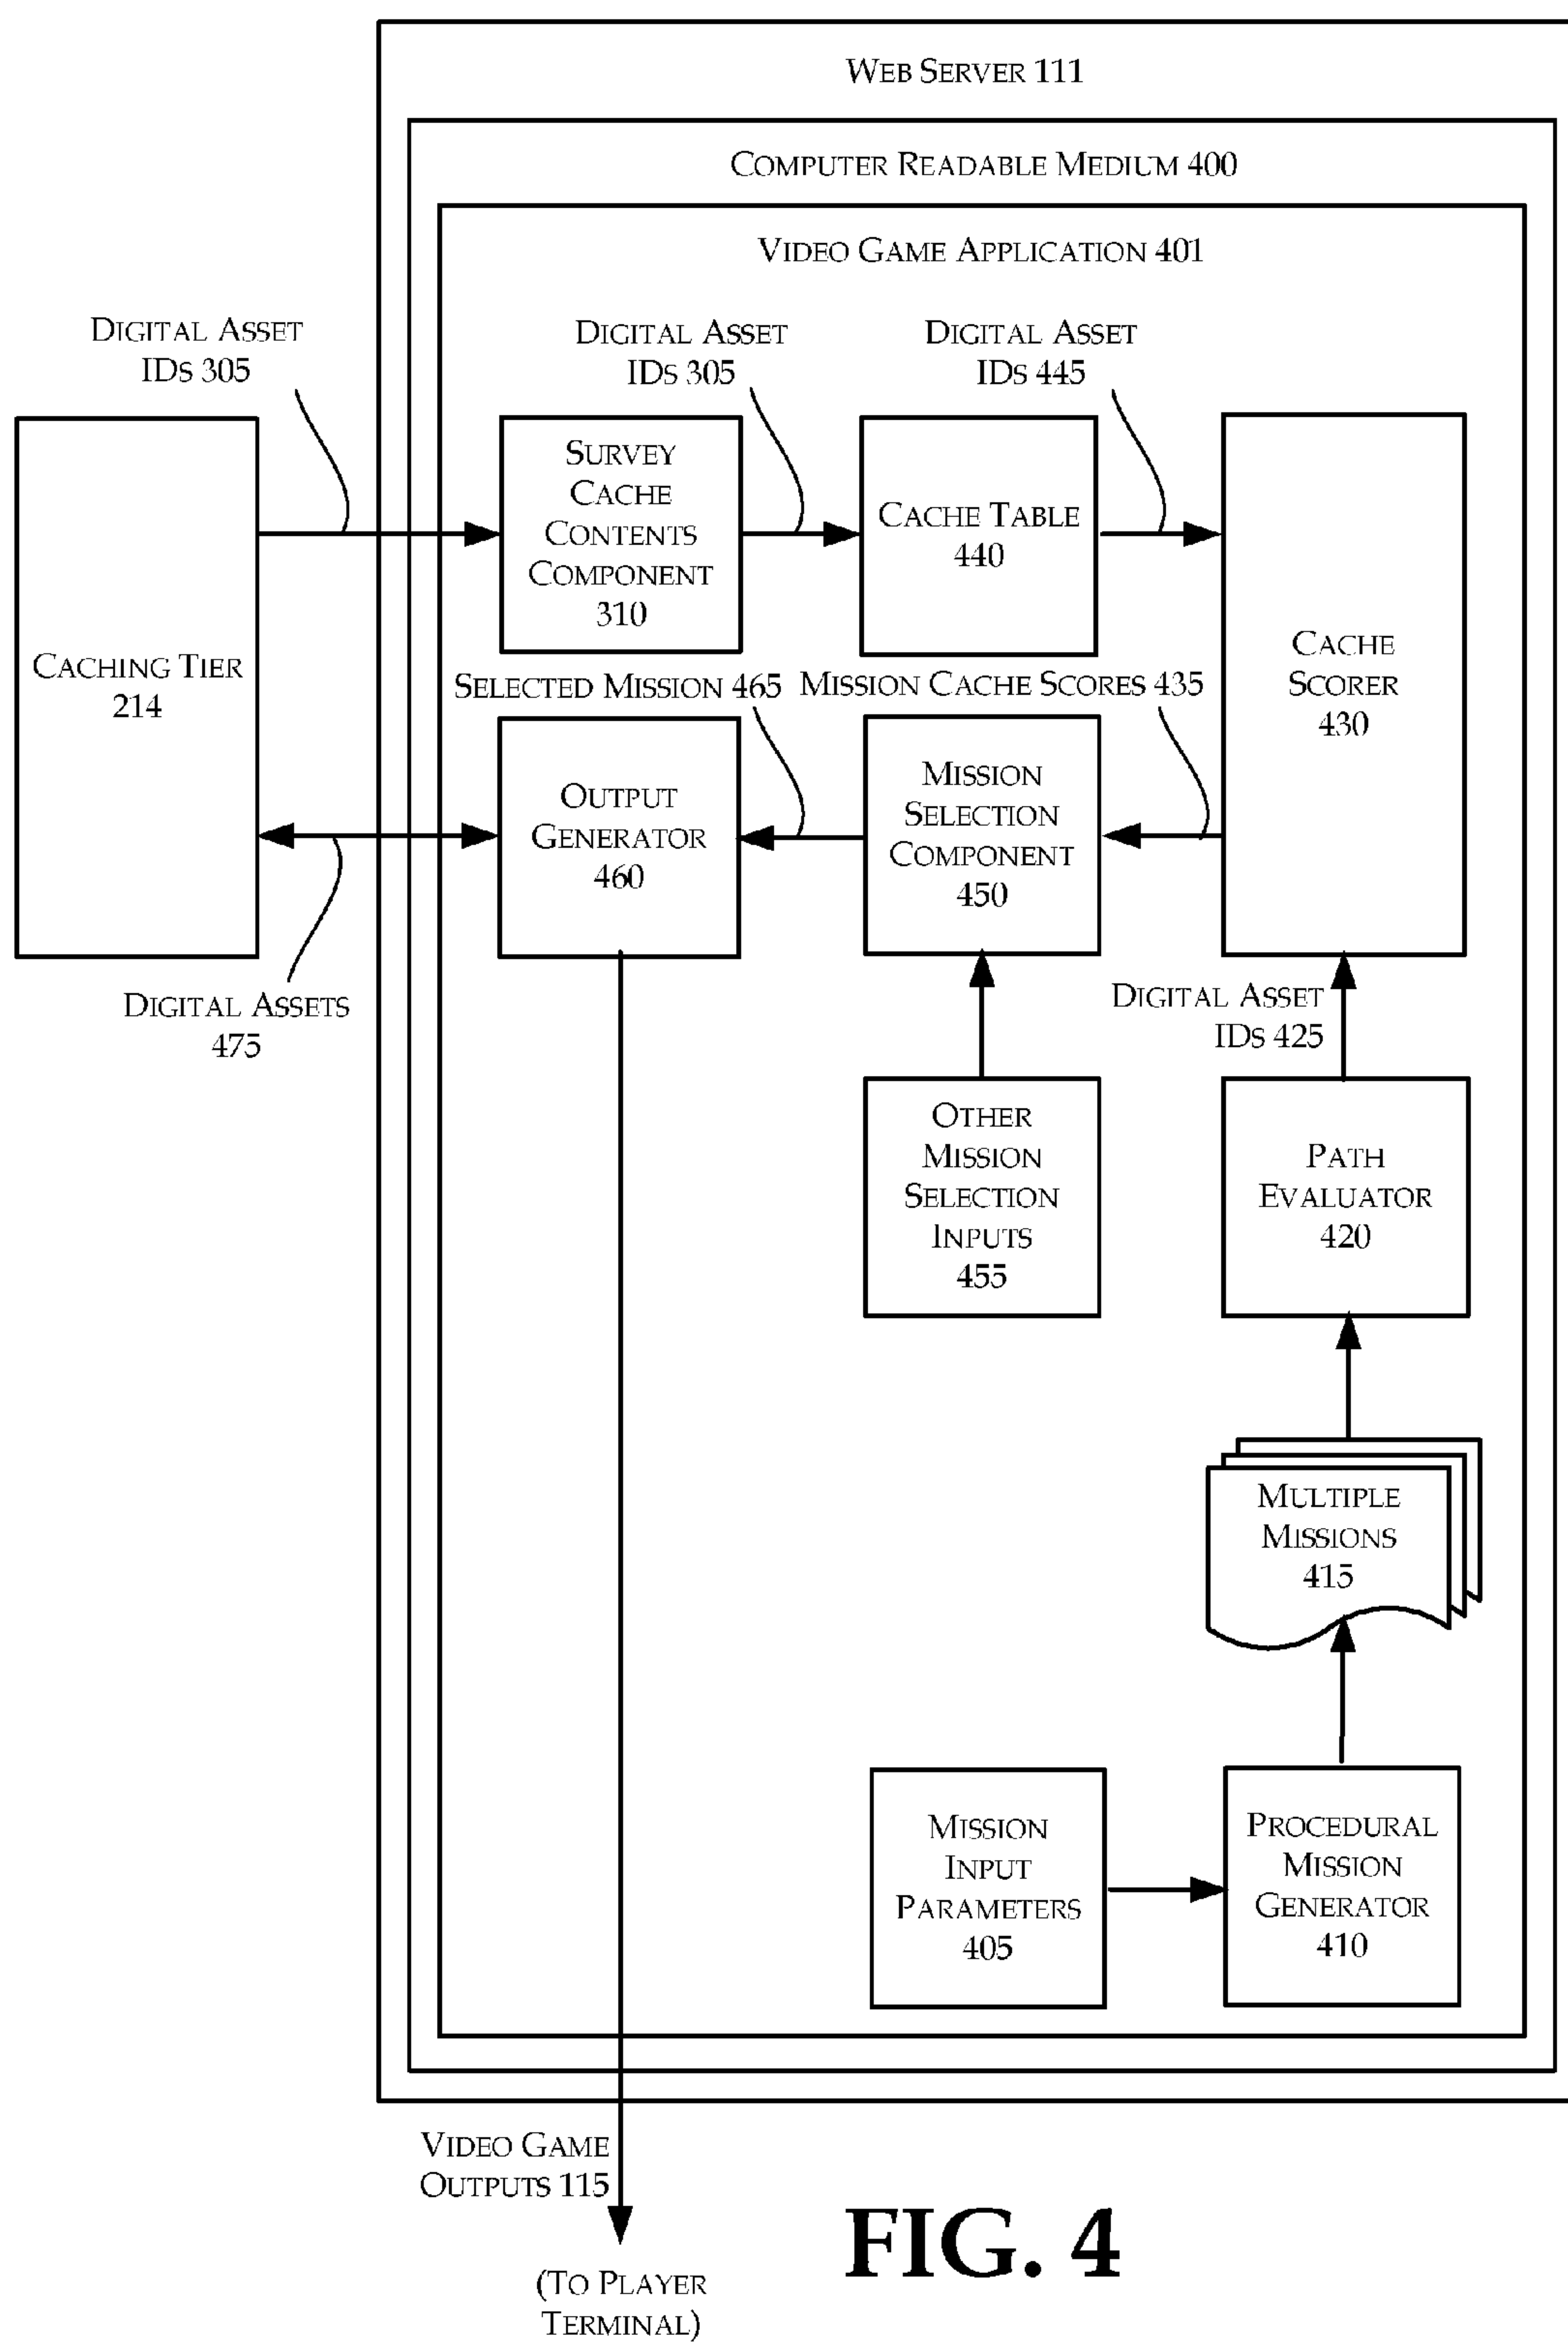 WEB SERVER 111
COMPUTER READABLE MEDIUM 400
VIDEO GAME APPLICATION 401
DIGITAL ASSET
IDS 305
DIGITAL ASSET
IDS 305
DIGITAL ASSET
IDS 445
SURVEY
CACHE
CONTENTS
COMPONENT
310
CACHE TABLE
440
CACHE
SCORER
430
CACHING TIER
214
SELECTED MISSION 465
MISSION CACHE SCORES 435
OUTPUT
GENERATOR
460
MISSION
SELECTION
COMPONENT
450
DIGITAL ASSETS
475
DIGITAL ASSET
IDS 425
OTHER
MISSION
SELECTION
INPUTS
455
PATH
EVALUATOR
420
MULTIPLE
MISSIONS
415
MISSION
INPUT
PARAMETERS
405
PROCEDURAL
MISSION
GENERATOR
410
VIDEO GAME
OUTPUTS 115
(TO PLAYER
TERMINAL)
FIG. 4